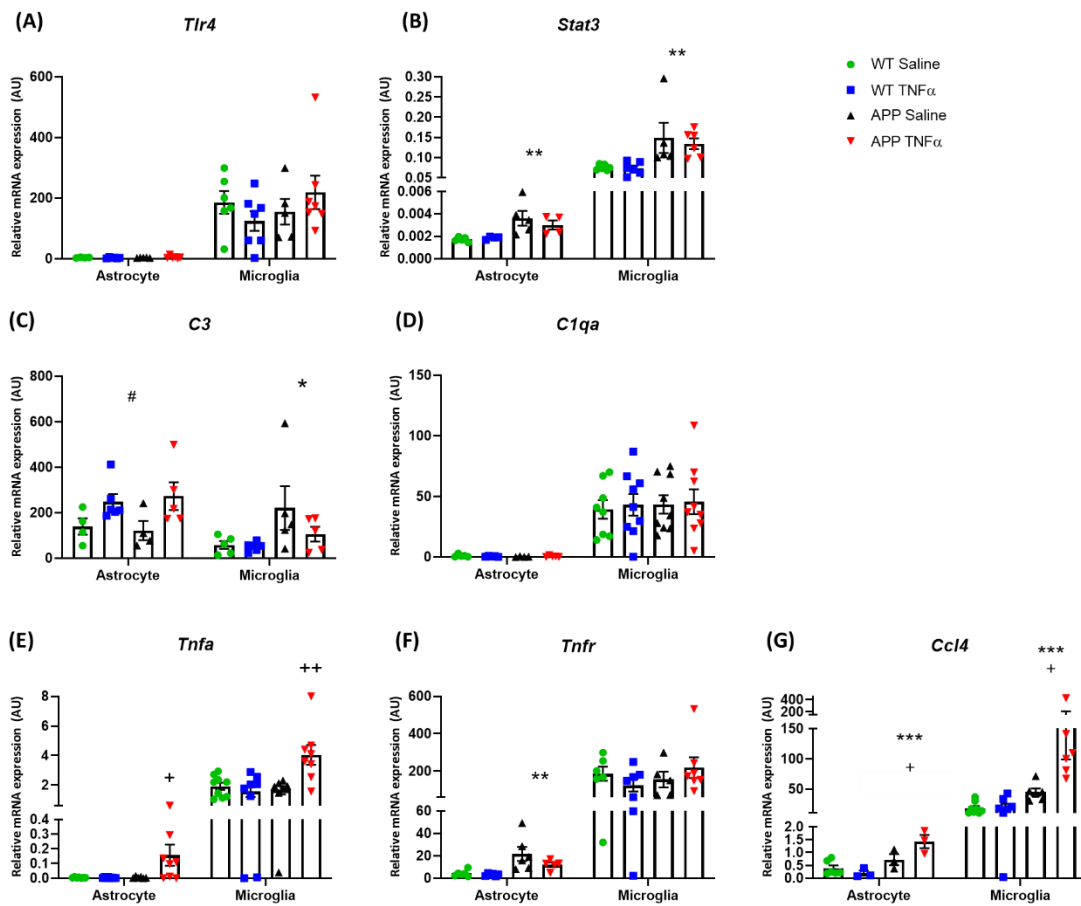 (A)
Tlr4
Relative mRNA expression (AU)
600
400
200
0
Astrocyte
Microglia
(B)
Stat3
Relative mRNA expression (AU)
0.30
0.25
0.20
0.15
0.10
0.05
0.006
0.004
0.002
0.000
**
**
Astrocyte
Microglia
WT Saline
WT TNFα
APP Saline
APP TNFα
(C)
C3
Relative mRNA expression (AU)
800
600
400
200
0
#
*
Astrocyte
Microglia
(D)
C1qa
Relative mRNA expression (AU)
150
100
50
0
Astrocyte
Microglia
(E)
Tnfa
Relative mRNA expression (AU)
8
6
4
2
0.4
0.3
0.2
0.1
0.0
+
++
Astrocyte
Microglia
(F)
Tnfr
Relative mRNA expression (AU)
600
400
200
60
40
20
0
**
Astrocyte
Microglia
(G)
Ccl4
Relative mRNA expression (AU)
400
200
150
100
50
2.0
1.5
1.0
0.5
0.0
***
+
***
+
Astrocyte
Microglia